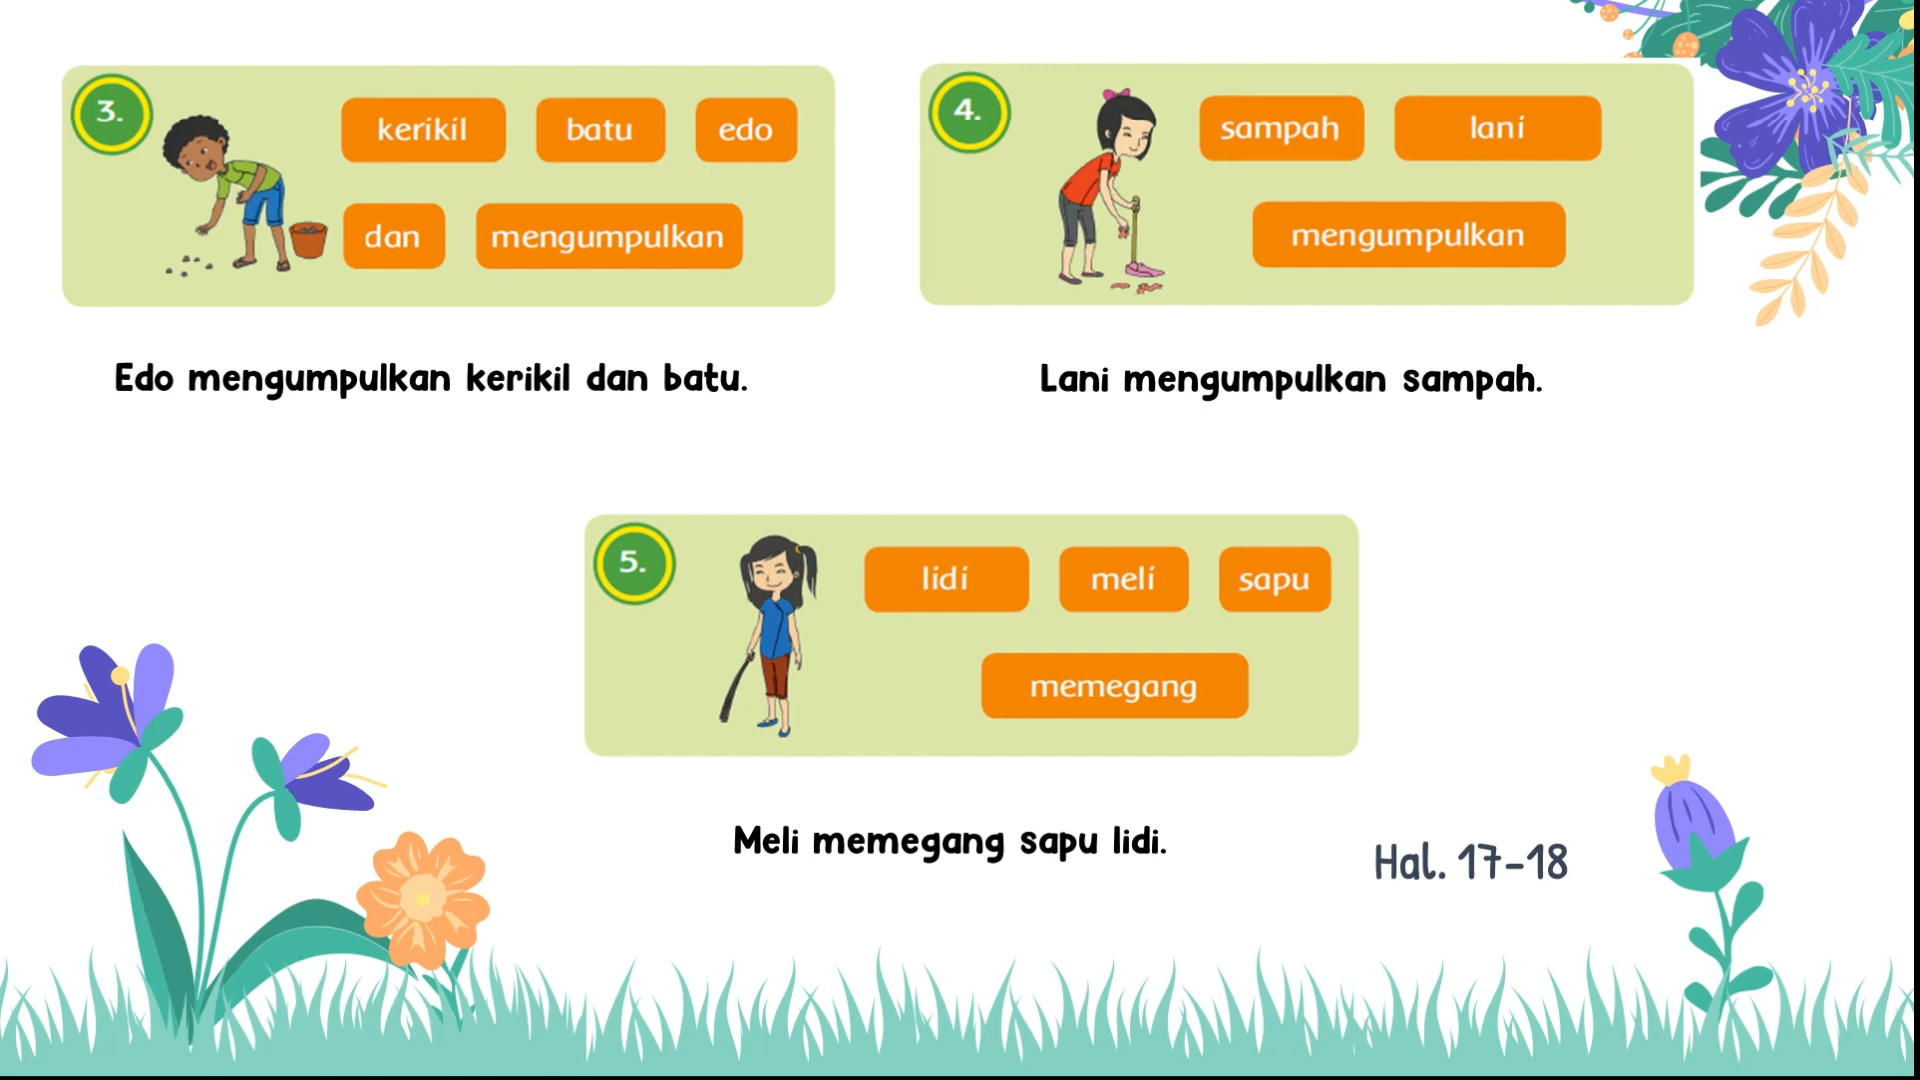 3.
kerikil batu edo
dan mengumpulkan
Edo mengumpulkan kerikil dan batu.
4.
sampah lani
mengumpulkan
Lani mengumpulkan sampah.
5.
lidi meli sapu
memegang
Meli memegang sapu lidi.
Hal. 17-18